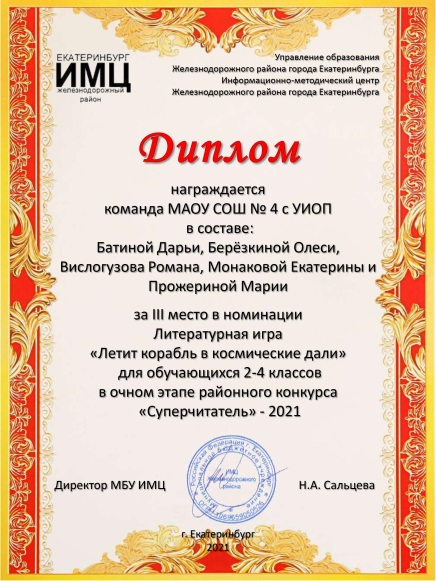 ЕКАТЕРИНБУРГ
ИМЦ
железнодорожный
район
Управление образования
Железнодорожного района города Екатеринбурга
Информационно-методический центр
Железнодорожного района города Екатеринбурга
Диплом
награждается
команда МАОУ СОШ № 4 с УИОП
в составе:
Батиной Дарьи, Берёзкиной Олеси,
Вислогузова Романа, Монаковой Екатерины и
Прожериной Марии
за III место в номинации
Литературная игра
«Летит корабль в космические дали»
для обучающихся 2-4 классов
в очном этапе районного конкурса
«Суперчитатель» - 2021
Директор МБУ ИМЦ
ИМЦ
Железнодорожного
района
Н.А. Сальцева
г. Екатеринбург
2021